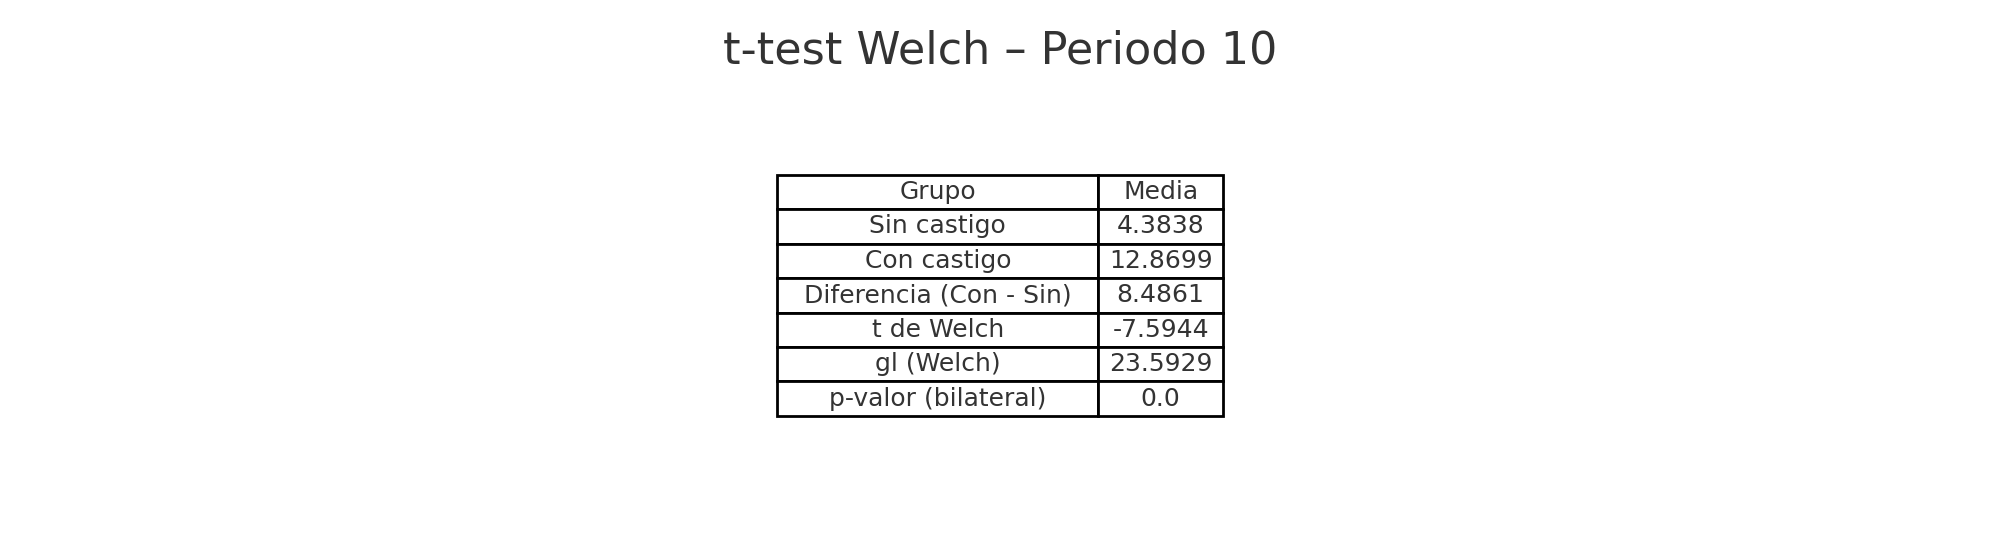 t-test Welch – Periodo 10
Grupo Media
Sin castigo 4.3838
Con castigo 12.8699
Diferencia (Con - Sin) 8.4861
t de Welch -7.5944
gl (Welch) 23.5929
p-valor (bilateral) 0.0